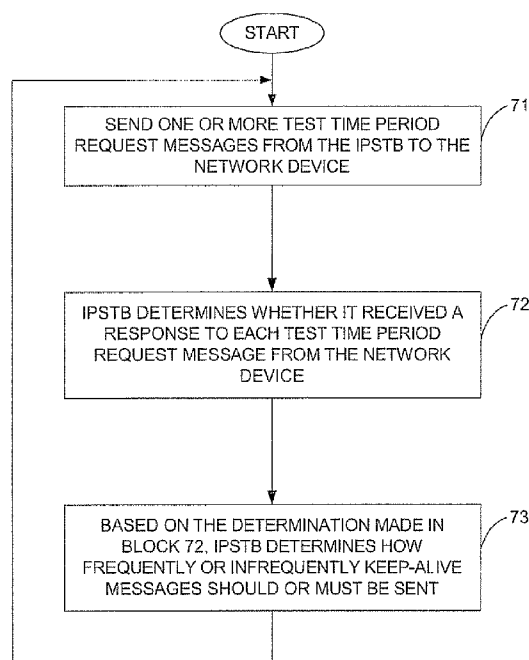 START
71
SEND ONE OR MORE TEST TIME PERIOD
REQUEST MESSAGES FROM THE IPSTB TO THE
NETWORK DEVICE
72
IPSTB DETERMINES WHETHER IT RECEIVED A
RESPONSE TO EACH TEST TIME PERIOD
REQUEST MESSAGE FROM THE NETWORK
DEVICE
73
BASED ON THE DETERMINATION MADE IN
BLOCK 72, IPSTB DETERMINES HOW
FREQUENTLY OR INFREQUENTLY KEEP-ALIVE
MESSAGES SHOULD OR MUST BE SENT